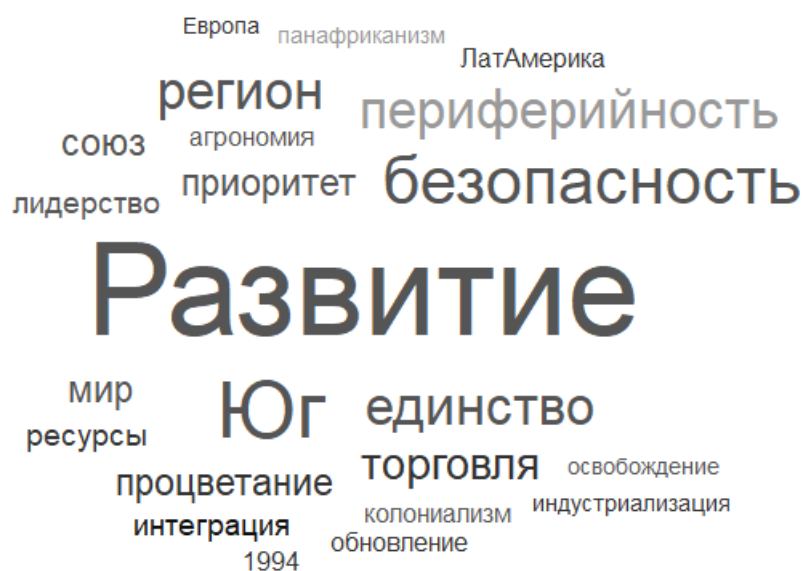 Европа
панафриканизм
ЛатАмерика
регион
периферийность
союз
агрономия
приоритет
безопасность
лидерство
Развитие
мир
Юг
единство
ресурсы
торговля
освобождение
процветание
колониализм
индустриализация
интеграция
обновление
1994